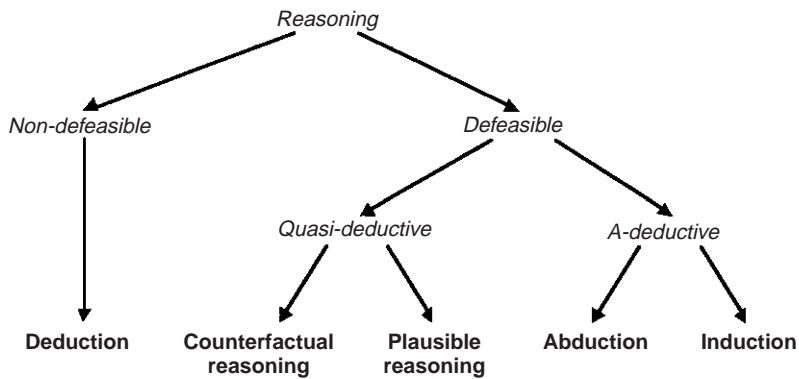 Reasoning
Non-defeasible
Defeasible
Quasi-deductive
A-deductive
Deduction
Counterfactual
reasoning
Plausible
reasoning
Abduction
Induction